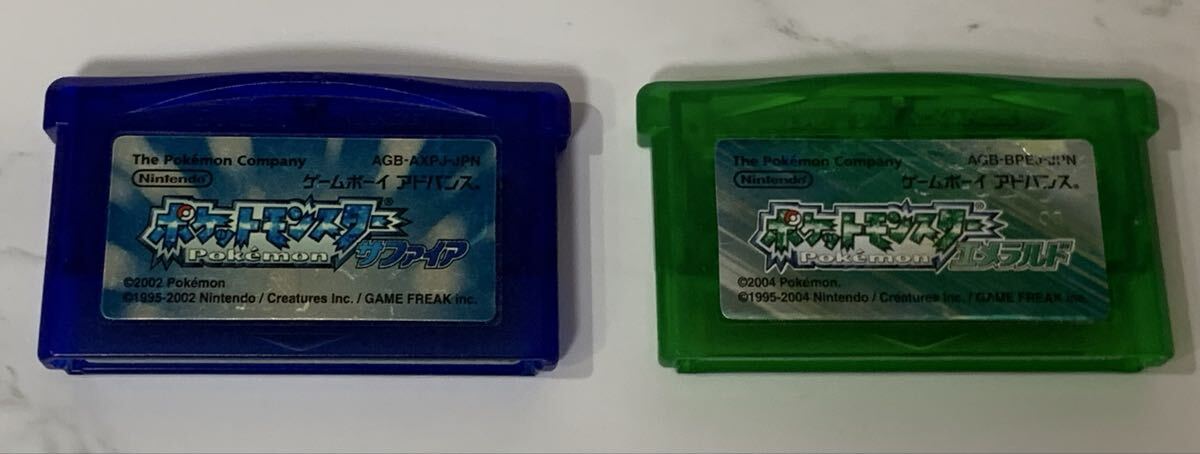 The Pokémon Company AGB-AXPJ-JPN
Nintendo ゲームボーイ アドバンス®
ポケットモンスター®
Pokémon サファイア
©2002 Pokémon
©1995-2002 Nintendo / Creatures Inc. / GAME FREAK inc.
The Pokémon Company AGB-BPEJ-JPN
Nintendo ゲームボーイ アドバンス®
ポケットモンスター®
Pokémon エメラルド
©2004 Pokémon.
©1995-2004 Nintendo / Creatures Inc. / GAME FREAK inc.